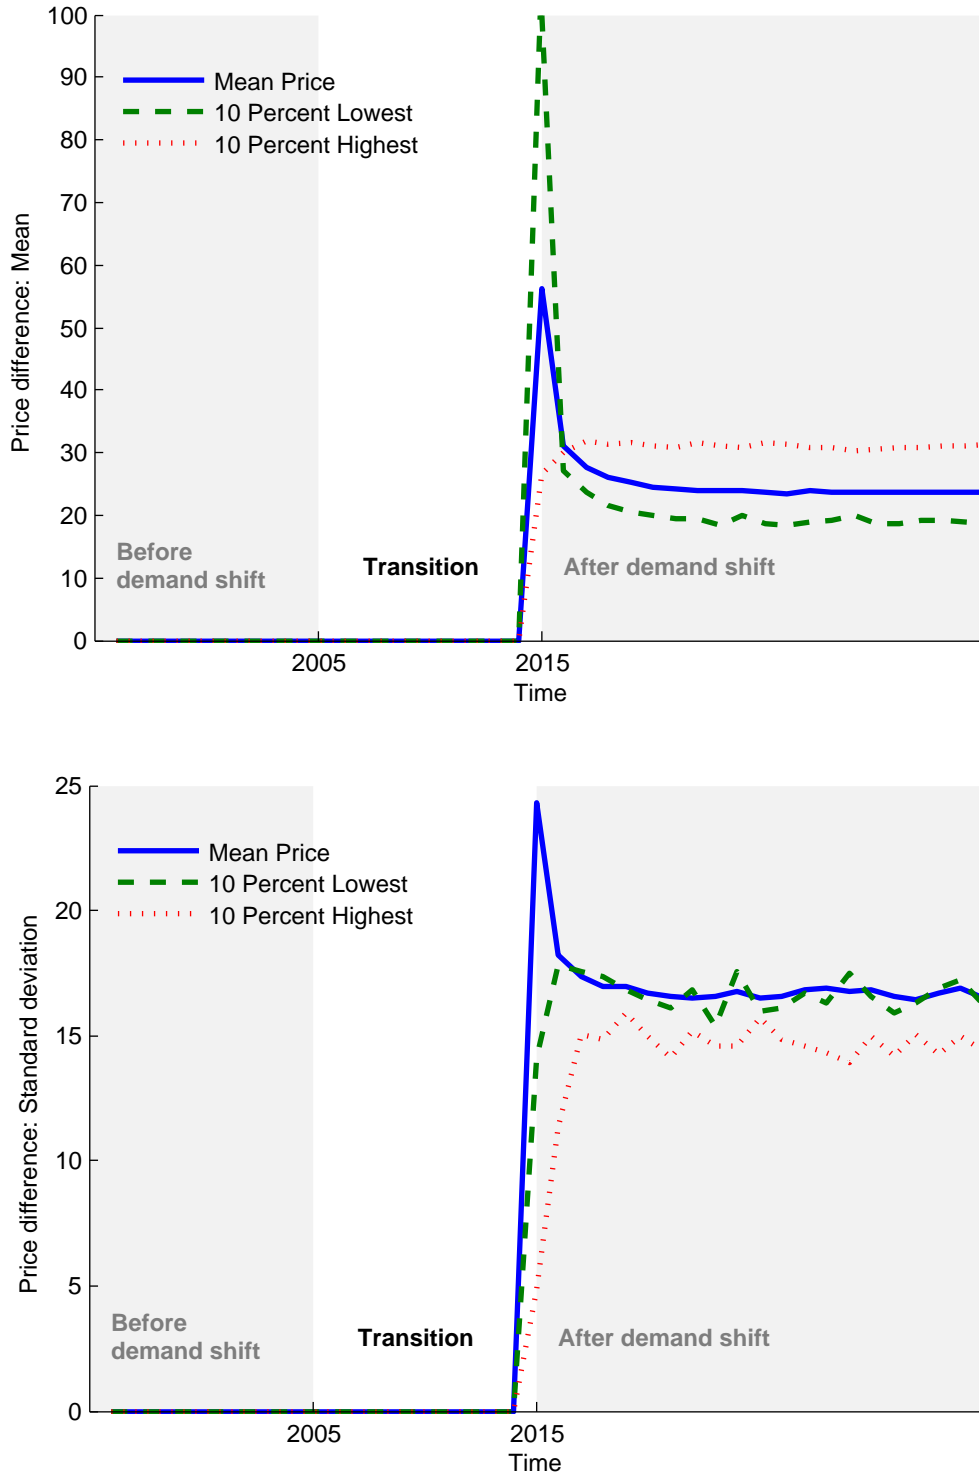 100
90
80
70
60
50
40
30
20
10
0
Price difference: Mean
Mean Price
10 Percent Lowest
10 Percent Highest
Before
demand shift
Transition
After demand shift
2005
2015
Time
25
20
15
10
5
0
Price difference: Standard deviation
Mean Price
10 Percent Lowest
10 Percent Highest
Before
demand shift
Transition
After demand shift
2005
2015
Time